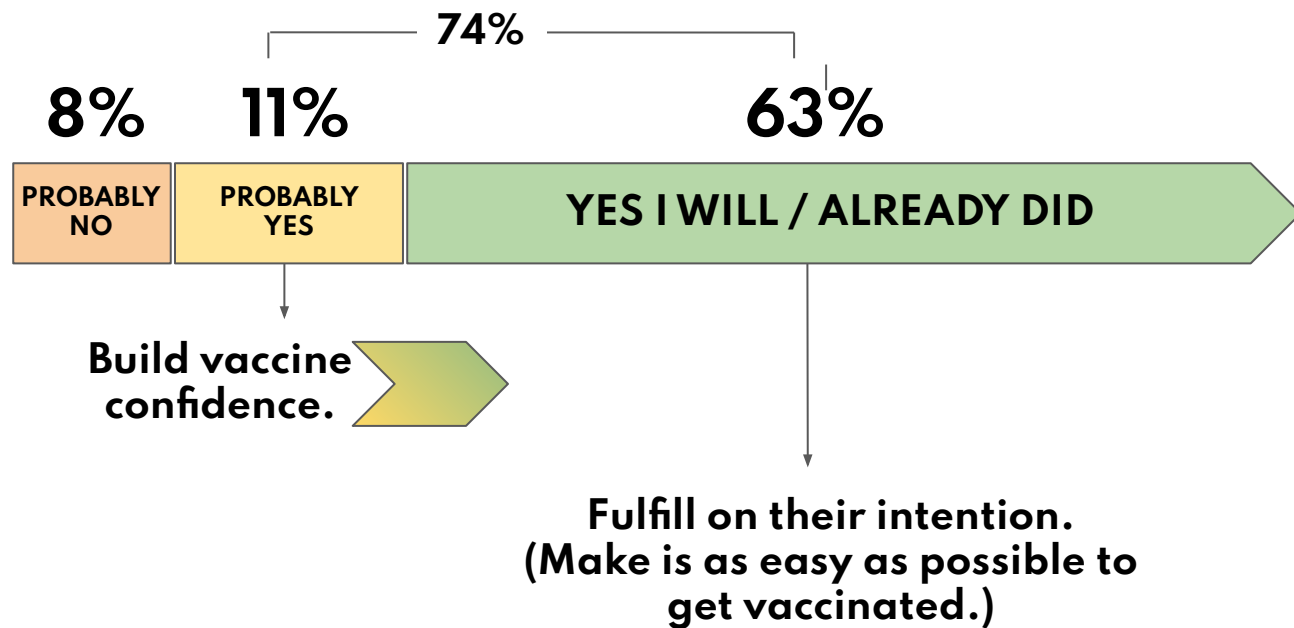 74%
8%
11%
63%
PROBABLY
NO
PROBABLY
YES
YES I WILL / ALREADY DID
Build vaccine
confidence.
Fulfill on their intention.
(Make is as easy as possible to
get vaccinated.)